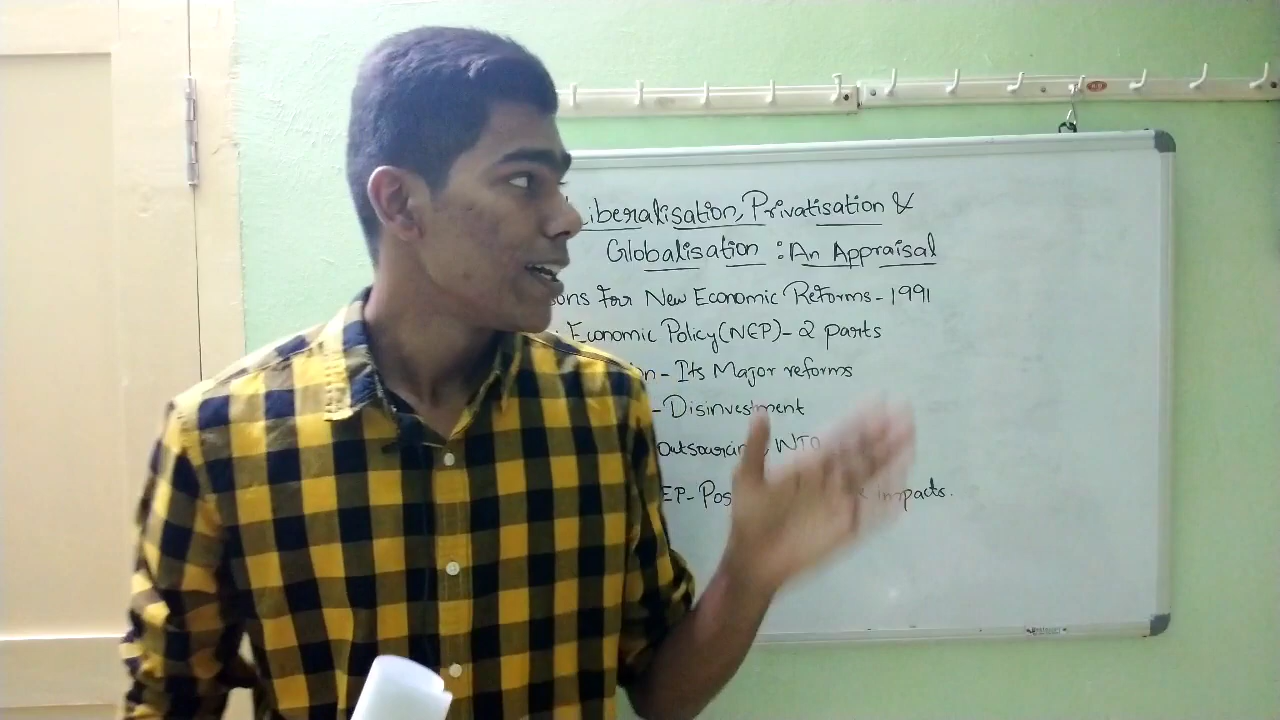 Liberalisation, Privatisation &
Globalisation : An Appraisal
ons For New Economic Reforms - 1991
: Economic Policy (NEP) - 2 parts
n - Its Major reforms
- Disinvestment
Outsourcing, WTO
EP - Pos & impacts.